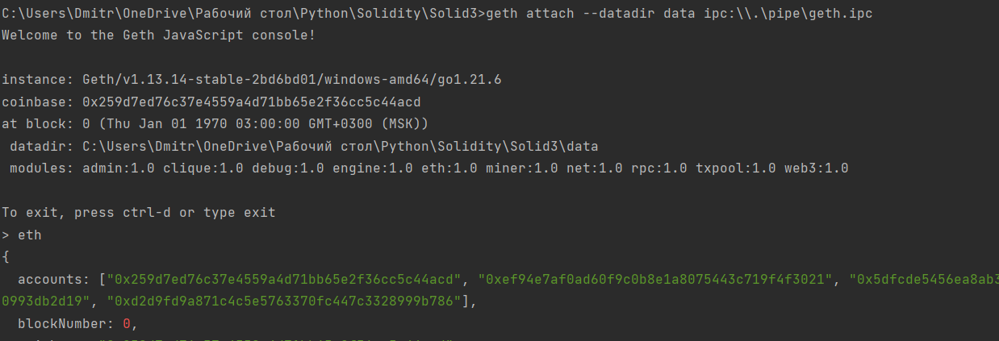 C:\Users\Dmitr\OneDrive\Рабочий стол\Python\Solidity\Solid3>geth attach --datadir data ipc:\\.\pipe\geth.ipc
Welcome to the Geth JavaScript console!
instance: Geth/v1.13.14-stable-2bd6bd01/windows-amd64/go1.21.6
coinbase: 0x259d7ed76c37e4559a4d71bb65e2f36cc5c44acd
at block: 0 (Thu Jan 01 1970 03:00:00 GMT+0300 (MSK))
datadir: C:\Users\Dmitr\OneDrive\Рабочий стол\Python\Solidity\Solid3\data
modules: admin:1.0 clique:1.0 debug:1.0 engine:1.0 eth:1.0 miner:1.0 net:1.0 rpc:1.0 txpool:1.0 web3:1.0
To exit, press ctrl-d or type exit
> eth
{
accounts: ["0x259d7ed76c37e4559a4d71bb65e2f36cc5c44acd", "0xef94e7af0ad60f9c0b8e1a8075443c719f4f3021", "0x5dfcde5456ea8ab3
0993db2d19", "0xd2d9fd9a871c4c5e5763370fc447c3328999b786"],
blockNumber: 0,